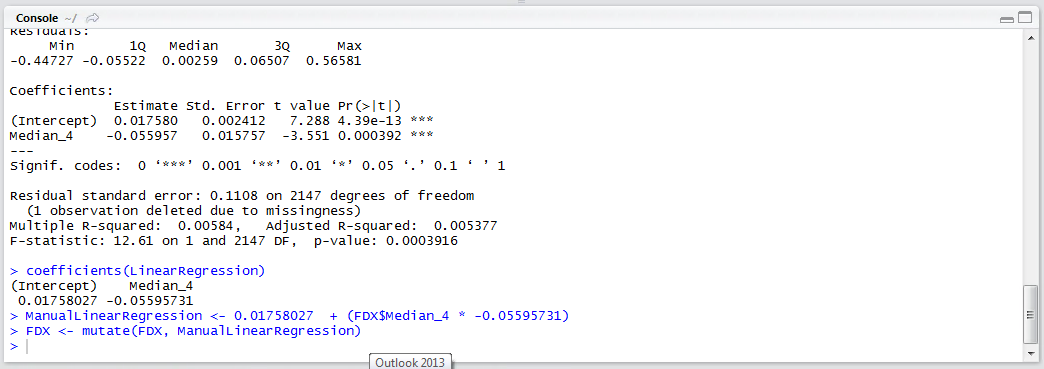 Console ~/
Residuals:
Min 1Q Median 3Q Max
-0.44727 -0.05522 0.00259 0.06507 0.56581
Coefficients:
Estimate Std. Error t value Pr(>|t|)
(Intercept) 0.017580 0.002412 7.288 4.39e-13 ***
Median_4 -0.055957 0.015757 -3.551 0.000392 ***
---
Signif. codes: 0 ‘***’ 0.001 ‘**’ 0.01 ‘*’ 0.05 ‘.’ 0.1 ‘ ’ 1
Residual standard error: 0.1108 on 2147 degrees of freedom
(1 observation deleted due to missingness)
Multiple R-squared: 0.00584, Adjusted R-squared: 0.005377
F-statistic: 12.61 on 1 and 2147 DF, p-value: 0.0003916
> coefficients(LinearRegression)
(Intercept) Median_4
0.01758027 -0.05595731
> ManualLinearRegression <- 0.01758027 + (FDX$Median_4 * -0.05595731)
> FDX <- mutate(FDX, ManualLinearRegression)
>
Outlook 2013